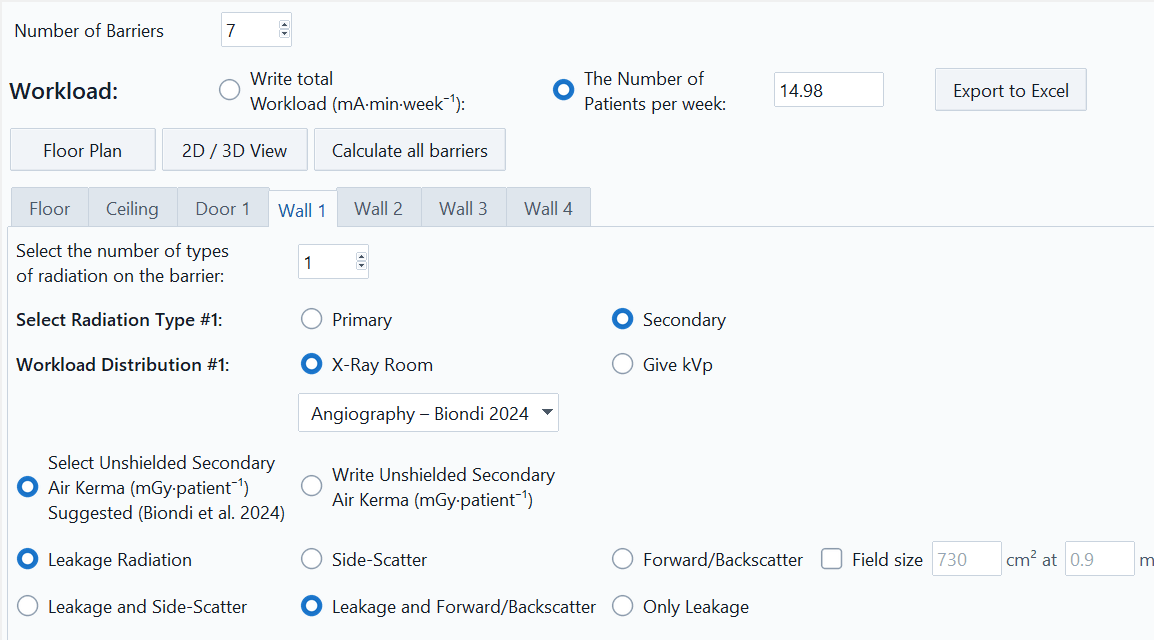 Number of Barriers 7
Workload: Write total Workload (mA·min·week⁻¹): The Number of Patients per week: 14.98 Export to Excel
Floor Plan 2D / 3D View Calculate all barriers
Floor Ceiling Door 1 Wall 1 Wall 2 Wall 3 Wall 4
Select the number of types
of radiation on the barrier: 1
Select Radiation Type #1: Primary Secondary
Workload Distribution #1: X-Ray Room Give kVp
Angiography – Biondi 2024
Select Unshielded Secondary
Air Kerma (mGy·patient⁻¹)
Suggested (Biondi et al. 2024)
Write Unshielded Secondary
Air Kerma (mGy·patient⁻¹)
Leakage Radiation Side-Scatter Forward/Backscatter Field size 730 cm² at 0.9 m
Leakage and Side-Scatter Leakage and Forward/Backscatter Only Leakage